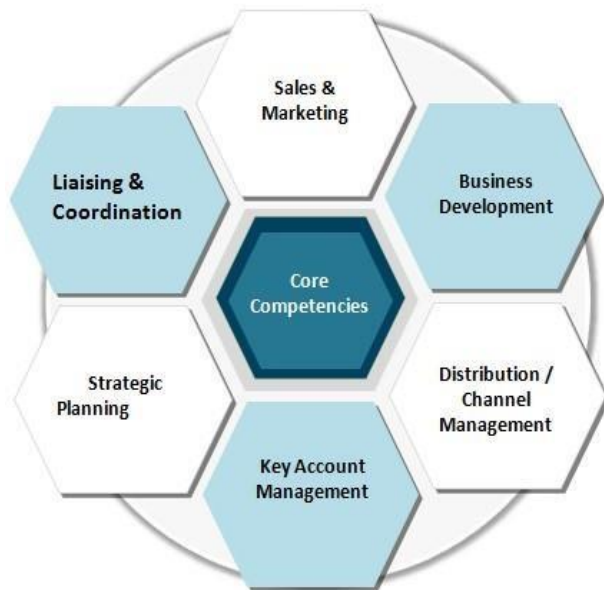 Sales &
Marketing
Liaising &
Coordination
Business
Development
Core
Competencies
Strategic
Planning
Distribution /
Channel
Management
Key Account
Management